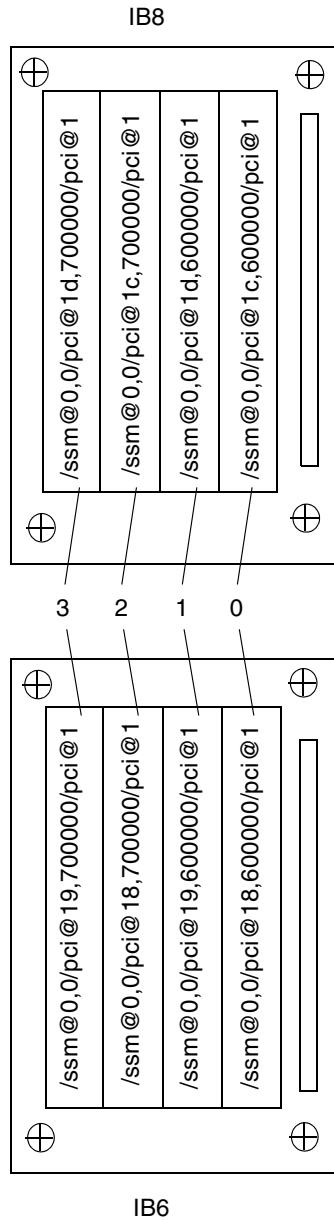 IB8
/ssm@0,0/pci@1d,700000/pci@1
/ssm@0,0/pci@1c,700000/pci@1
/ssm@0,0/pci@1d,600000/pci@1
/ssm@0,0/pci@1c,600000/pci@1
3 2 1 0
/ssm@0,0/pci@19,700000/pci@1
/ssm@0,0/pci@18,700000/pci@1
/ssm@0,0/pci@19,600000/pci@1
/ssm@0,0/pci@18,600000/pci@1
IB6